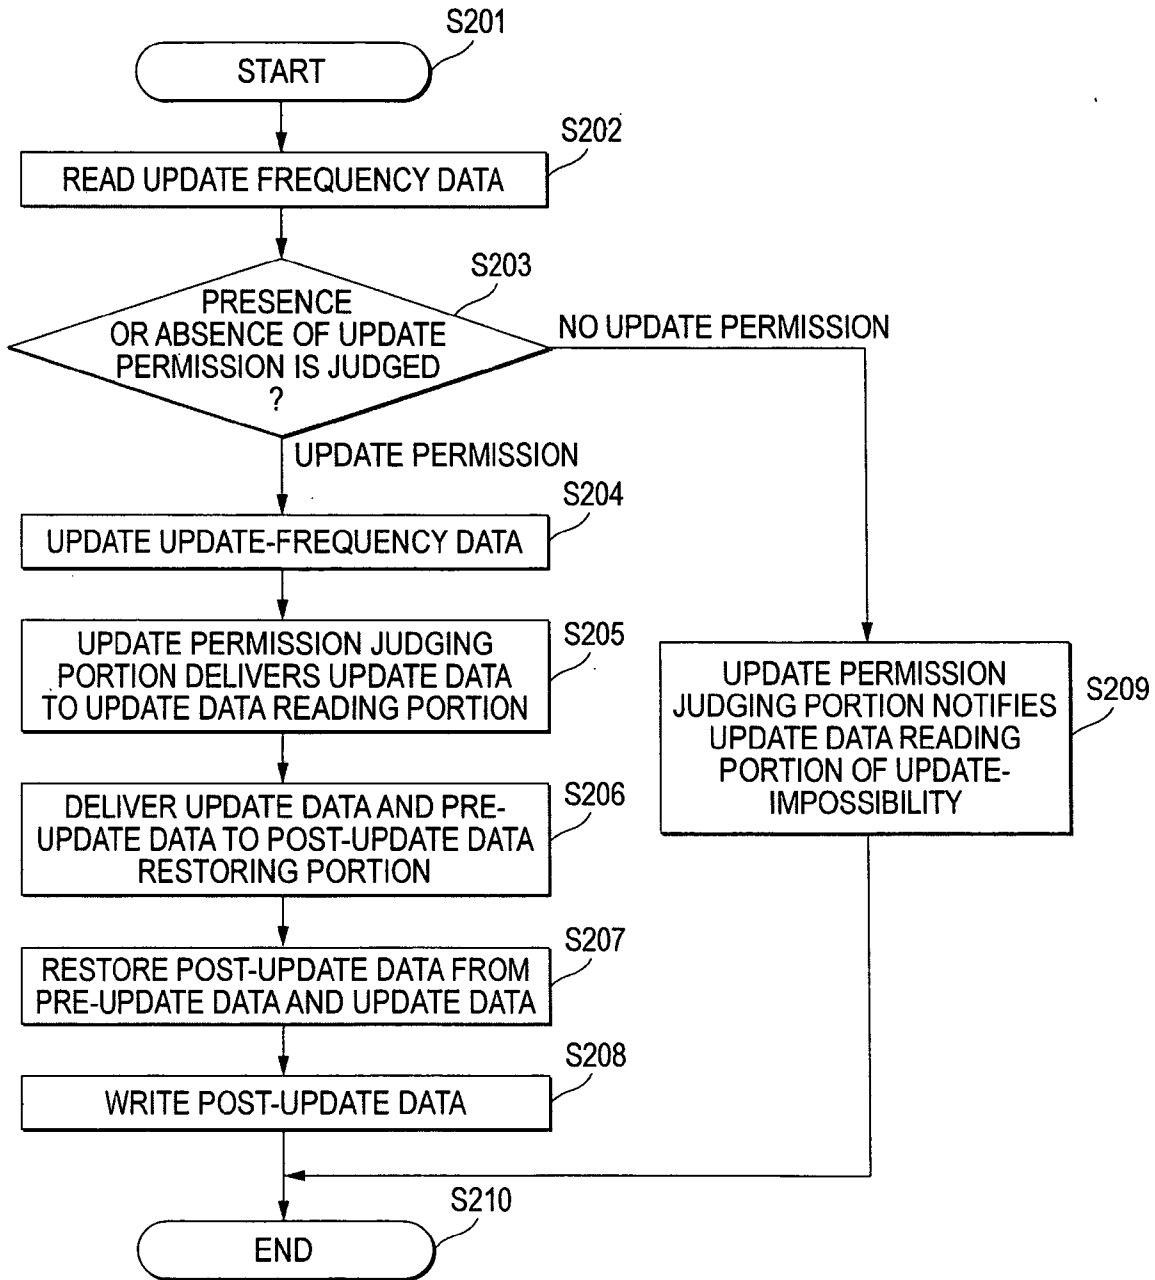 S201
START
S202
READ UPDATE FREQUENCY DATA
S203
PRESENCE
OR ABSENCE OF UPDATE
PERMISSION IS JUDGED
?
NO UPDATE PERMISSION
UPDATE PERMISSION
S204
UPDATE UPDATE-FREQUENCY DATA
S205
UPDATE PERMISSION JUDGING
PORTION DELIVERS UPDATE DATA
TO UPDATE DATA READING PORTION
S209
UPDATE PERMISSION
JUDGING PORTION NOTIFIES
UPDATE DATA READING
PORTION OF UPDATE-
IMPOSSIBILITY
S206
DELIVER UPDATE DATA AND PRE-
UPDATE DATA TO POST-UPDATE DATA
RESTORING PORTION
S207
RESTORE POST-UPDATE DATA FROM
PRE-UPDATE DATA AND UPDATE DATA
S208
WRITE POST-UPDATE DATA
S210
END